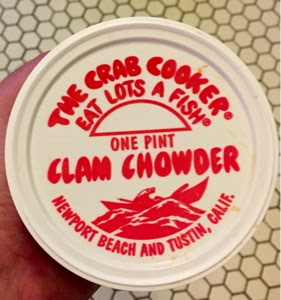 THE CRAB COOKER®
EAT LOTS A FISH®
ONE PINT
CLAM CHOWDER
NEWPORT BEACH AND TUSTIN, CALIF.